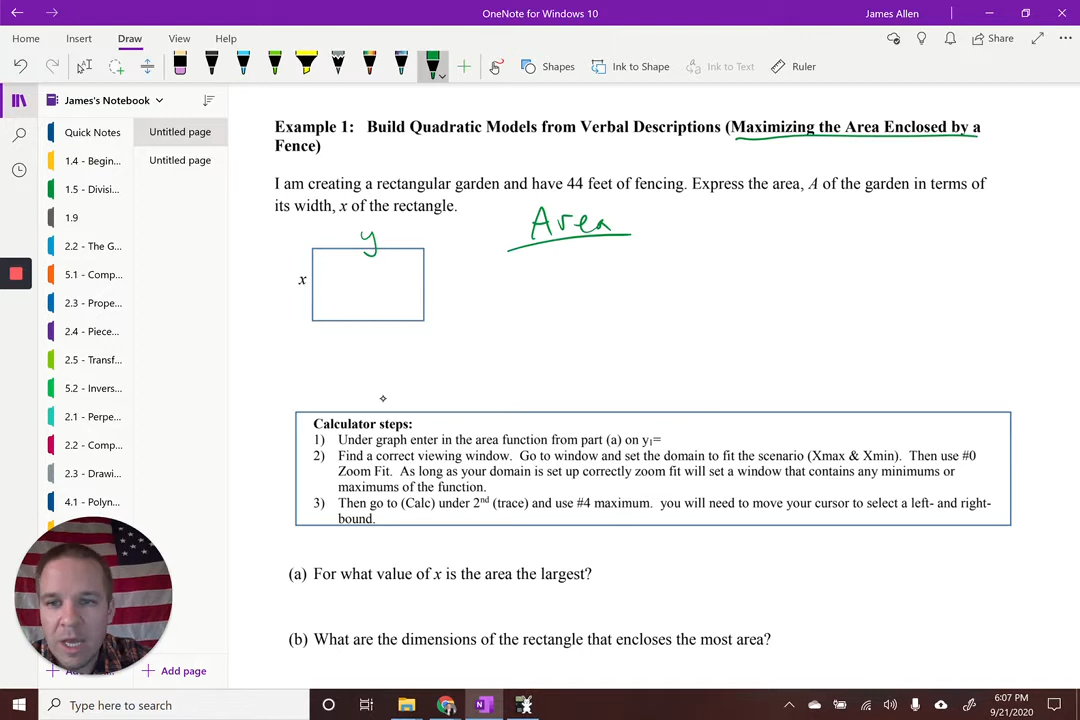 OneNote for Windows 10
James Allen
Home
Insert
Draw
View
Help
Share
Shapes
Ink to Shape
Ink to Text
Ruler
James's Notebook
Quick Notes
1.4 - Begin...
1.5 - Divisi...
1.9
2.2 - The G...
5.1 - Comp...
2.3 - Prope...
2.4 - Piece...
2.5 - Transf...
5.2 - Invers...
2.1 - Perpe...
2.2 - Comp...
2.3 - Drawi...
4.1 - Polyn...
Untitled page
Untitled page
Add page
Example 1: Build Quadratic Models from Verbal Descriptions (Maximizing the Area Enclosed by a
Fence)
I am creating a rectangular garden and have 44 feet of fencing. Express the area, A of the garden in terms of
its width, x of the rectangle.
Area
y
x
Calculator steps:
1) Under graph enter in the area function from part (a) on y₁=
2) Find a correct viewing window. Go to window and set the domain to fit the scenario (Xmax & Xmin). Then use #0
Zoom Fit. As long as your domain is set up correctly zoom fit will set a window that contains any minimums or
maximums of the function.
3) Then go to (Calc) under 2ⁿᵈ (trace) and use #4 maximum. you will need to move your cursor to select a left- and right-
bound.
(a) For what value of x is the area the largest?
(b) What are the dimensions of the rectangle that encloses the most area?
Type here to search
6:07 PM
9/21/2020